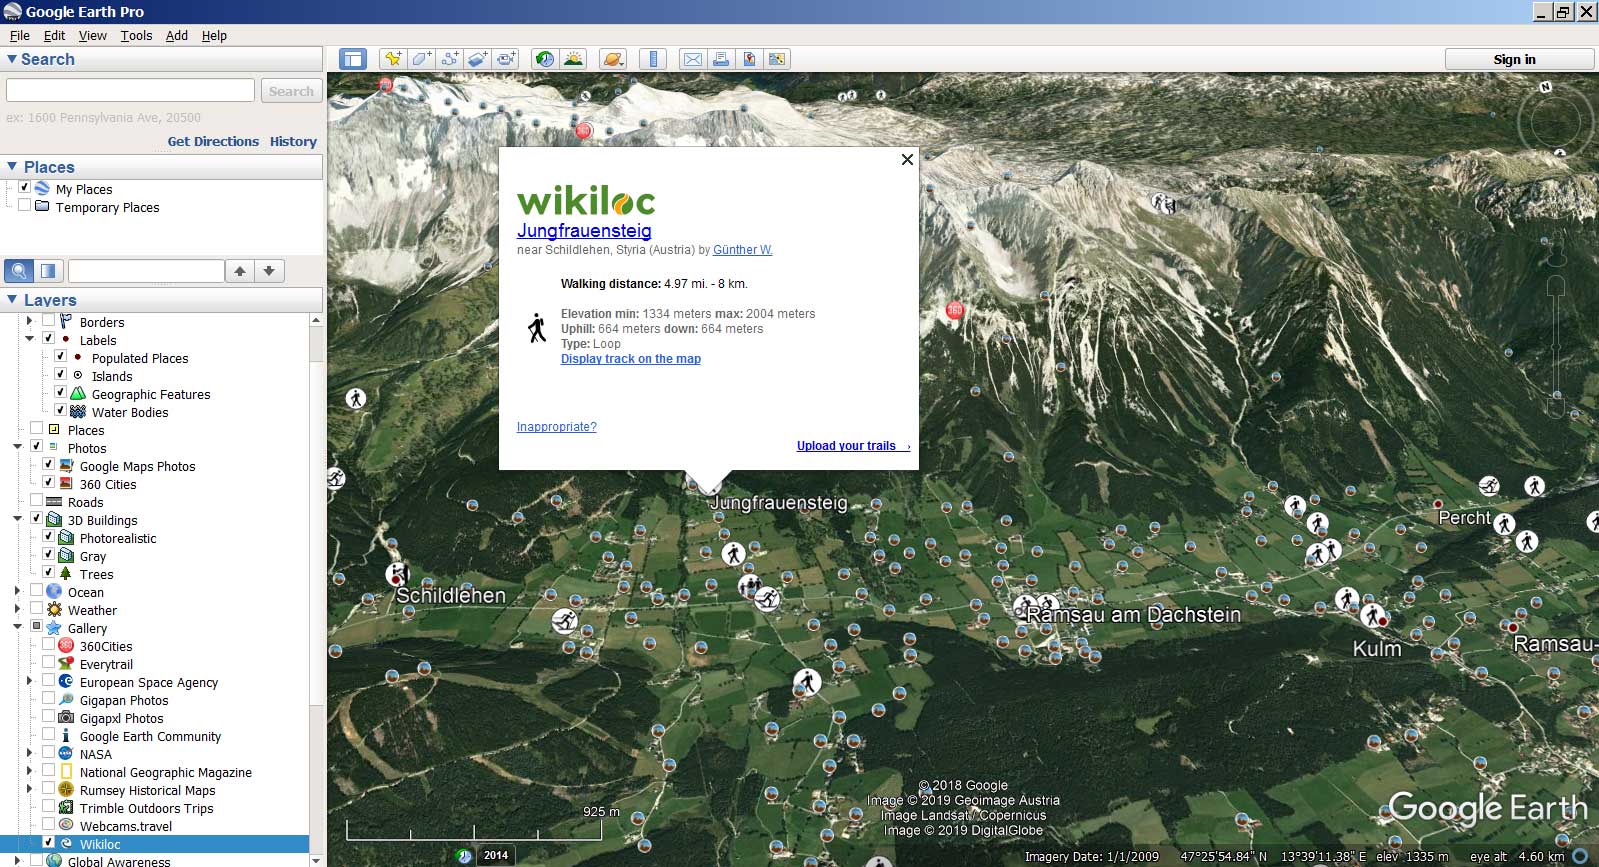 Google Earth Pro
File Edit View Tools Add Help
Search
Search
ex: 1600 Pennsylvania Ave, 20500
Get Directions History
Places
My Places
Temporary Places
Layers
Borders
Labels
Populated Places
Islands
Geographic Features
Water Bodies
Places
Photos
Google Maps Photos
360 Cities
Roads
3D Buildings
Photorealistic
Gray
Trees
Ocean
Weather
Gallery
360Cities
Everytrail
European Space Agency
Gigapan Photos
Gigapxl Photos
Google Earth Community
NASA
National Geographic Magazine
Rumsey Historical Maps
Trimble Outdoors Trips
Webcams.travel
Wikiloc
Global Awareness
Sign in
N
360
360
360
wikiloc
Jungfrauensteig
near Schildlehen, Styria (Austria) by Günther W.
Walking distance: 4.97 mi. - 8 km.
Elevation min: 1334 meters max: 2004 meters
Uphill: 664 meters down: 664 meters
Type: Loop
Display track on the map
Inappropriate?
Upload your trails ›
Jungfrauensteig
Percht
Schildlehen
Ramsau am Dachstein
Kulm
Ramsau-
925 m
© 2018 Google
Image © 2019 Geoimage Austria
Image Landsat / Copernicus
Image © 2019 DigitalGlobe
Google Earth
2014
Imagery Date: 1/1/2009 47°25'54.84" N 13°39'11.38" E elev 1335 m eye alt 4.60 km